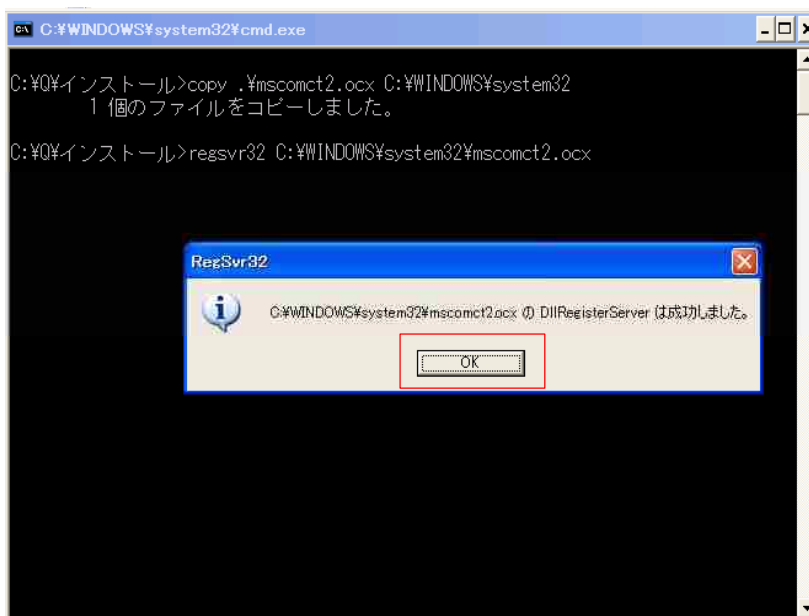 C:¥WINDOWS¥system32¥cmd.exe
C:¥Q¥インストール>copy .¥mscomct2.ocx C:¥WINDOWS¥system32
1 個のファイルをコピーしました。
C:¥Q¥インストール>regsvr32 C:¥WINDOWS¥system32¥mscomct2.ocx
RegSvr32
C:¥WINDOWS¥system32¥mscomct2.ocx の DllRegisterServer は成功しました。
OK